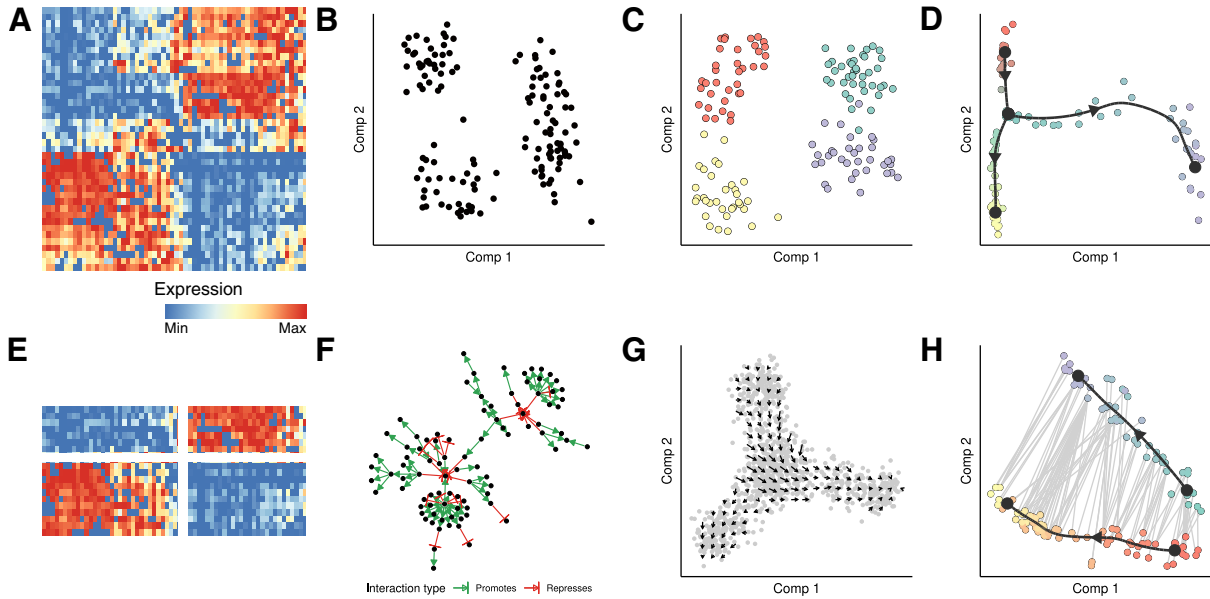 A
B
C
D
Comp 2
Comp 2
Comp 2
Comp 1
Comp 1
Comp 1
Expression
Min Max
E
F
G
H
Comp 2
Comp 2
Interaction type Promotes Represses
Comp 1
Comp 1